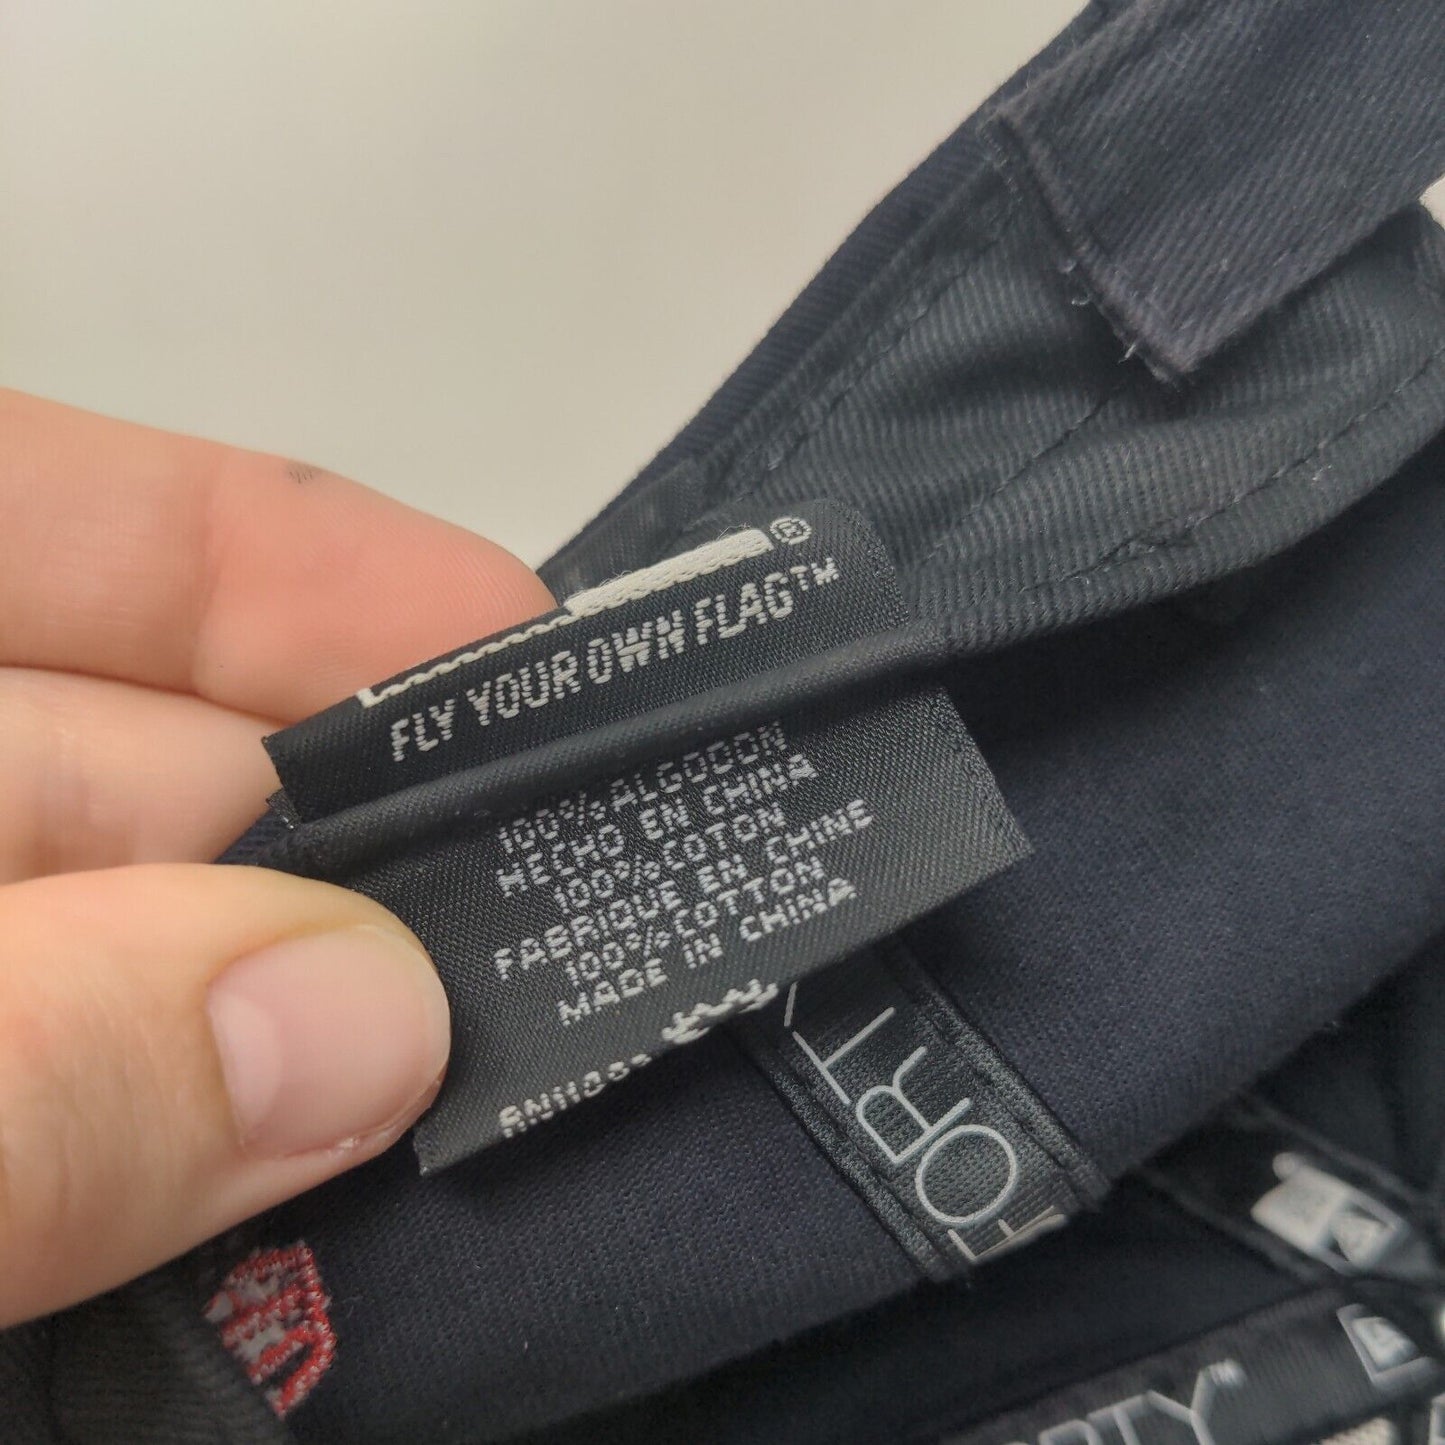 ®
FLY YOUR OWN FLAG™
100% ALGODON
HECHO EN CHINA
100% COTON
FABRIQUE EN CHINE
100% COTTON
MADE IN CHINA